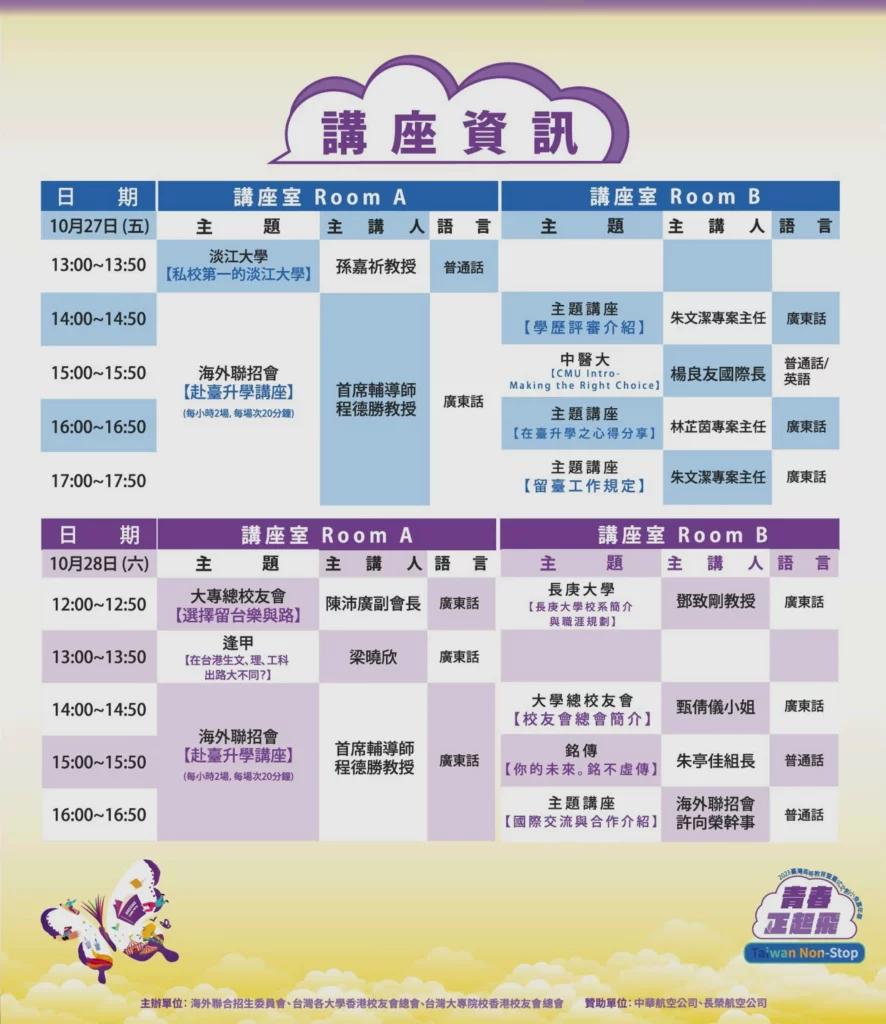 講座資訊
日 期 講座室 Room A 講座室 Room B
10月27日(五) 主 題 主 講 人 語 言 主 題 主 講 人 語 言
13:00~13:50
淡江大學
【私校第一的淡江大學】
孫嘉祈教授
普通話
14:00~14:50
主題講座
【學歷評審介紹】
朱文潔專案主任
廣東話
15:00~15:50
海外聯招會
【赴臺升學講座】
(每小時2場, 每場次20分鐘)
首席輔導師
程德勝教授
廣東話
中醫大
【CMU Intro-
Making the Right Choice】
楊良友國際長
普通話/
英語
16:00~16:50
主題講座
【在臺升學之心得分享】
林芷茵專案主任
廣東話
17:00~17:50
主題講座
【留臺工作規定】
朱文潔專案主任
廣東話
日 期 講座室 Room A 講座室 Room B
10月28日(六) 主 題 主 講 人 語 言 主 題 主 講 人 語 言
12:00~12:50
大專總校友會
【選擇留台樂與路】
陳沛廣副會長
廣東話
長庚大學
【長庚大學校系簡介
與職涯規劃】
鄧致剛教授
廣東話
13:00~13:50
逢甲
【在台港生文、理、工科
出路大不同?】
梁曉欣
廣東話
14:00~14:50
大學總校友會
【校友會總會簡介】
甄倩儀小姐
廣東話
15:00~15:50
海外聯招會
【赴臺升學講座】
(每小時2場, 每場次20分鐘)
首席輔導師
程德勝教授
廣東話
銘傳
【你的未來。銘不虛傳】
朱亭佳組長
普通話
16:00~16:50
主題講座
【國際交流與合作介紹】
海外聯招會
許向榮幹事
普通話
青春
正起飛
Taiwan Non-Stop
主辦單位: 海外聯合招生委員會、台灣各大學香港校友會總會、台灣大專院校香港校友會總會 贊助單位: 中華航空公司、長榮航空公司